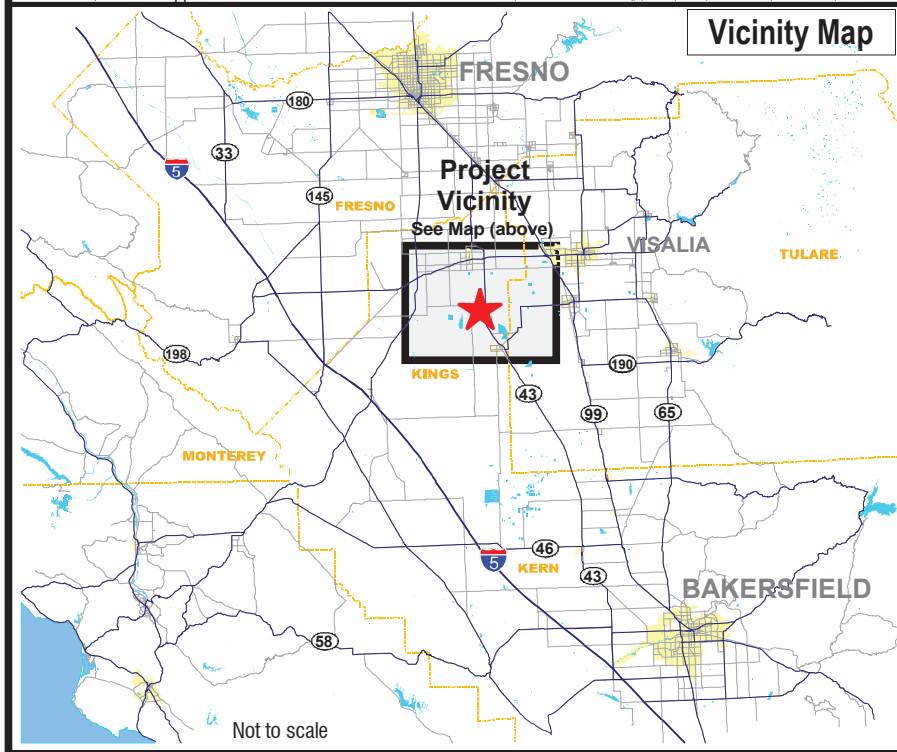 Vicinity Map
FRESNO
180
33
5
Project
Vicinity
145
FRESNO
See Map (above)
VISALIA
TULARE
198
190
KINGS
43
99
65
MONTEREY
46
5
KERN
43
BAKERSFIELD
58
Not to scale